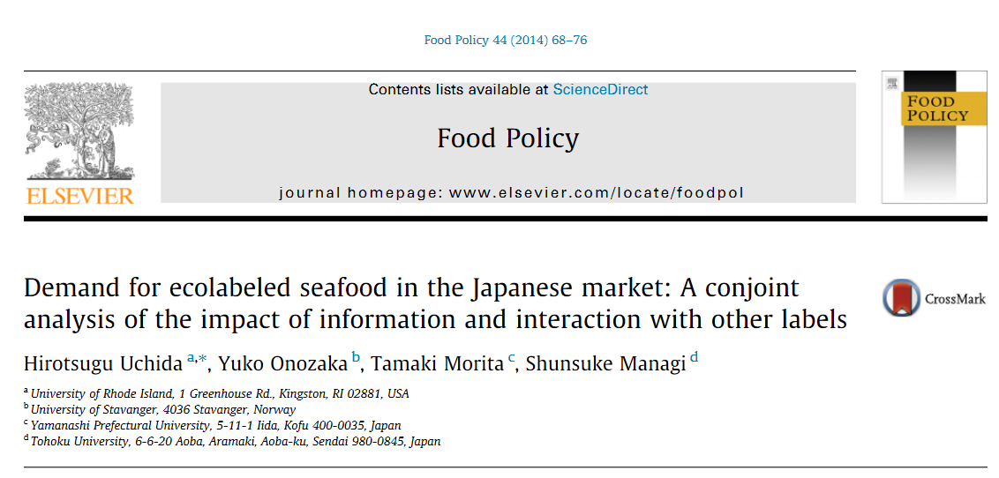 Food Policy 44 (2014) 68–76
Contents lists available at ScienceDirect
Food Policy
journal homepage: www.elsevier.com/locate/foodpol
ELSEVIER
FOOD
POLICY
Demand for ecolabeled seafood in the Japanese market: A conjoint
analysis of the impact of information and interaction with other labels
CrossMark
Hirotsugu Uchida a,*, Yuko Onozaka b, Tamaki Morita c, Shunsuke Managi d
a University of Rhode Island, 1 Greenhouse Rd., Kingston, RI 02881, USA
b University of Stavanger, 4036 Stavanger, Norway
c Yamanashi Prefectural University, 5-11-1 Iida, Kofu 400-0035, Japan
d Tohoku University, 6-6-20 Aoba, Aramaki, Aoba-ku, Sendai 980-0845, Japan